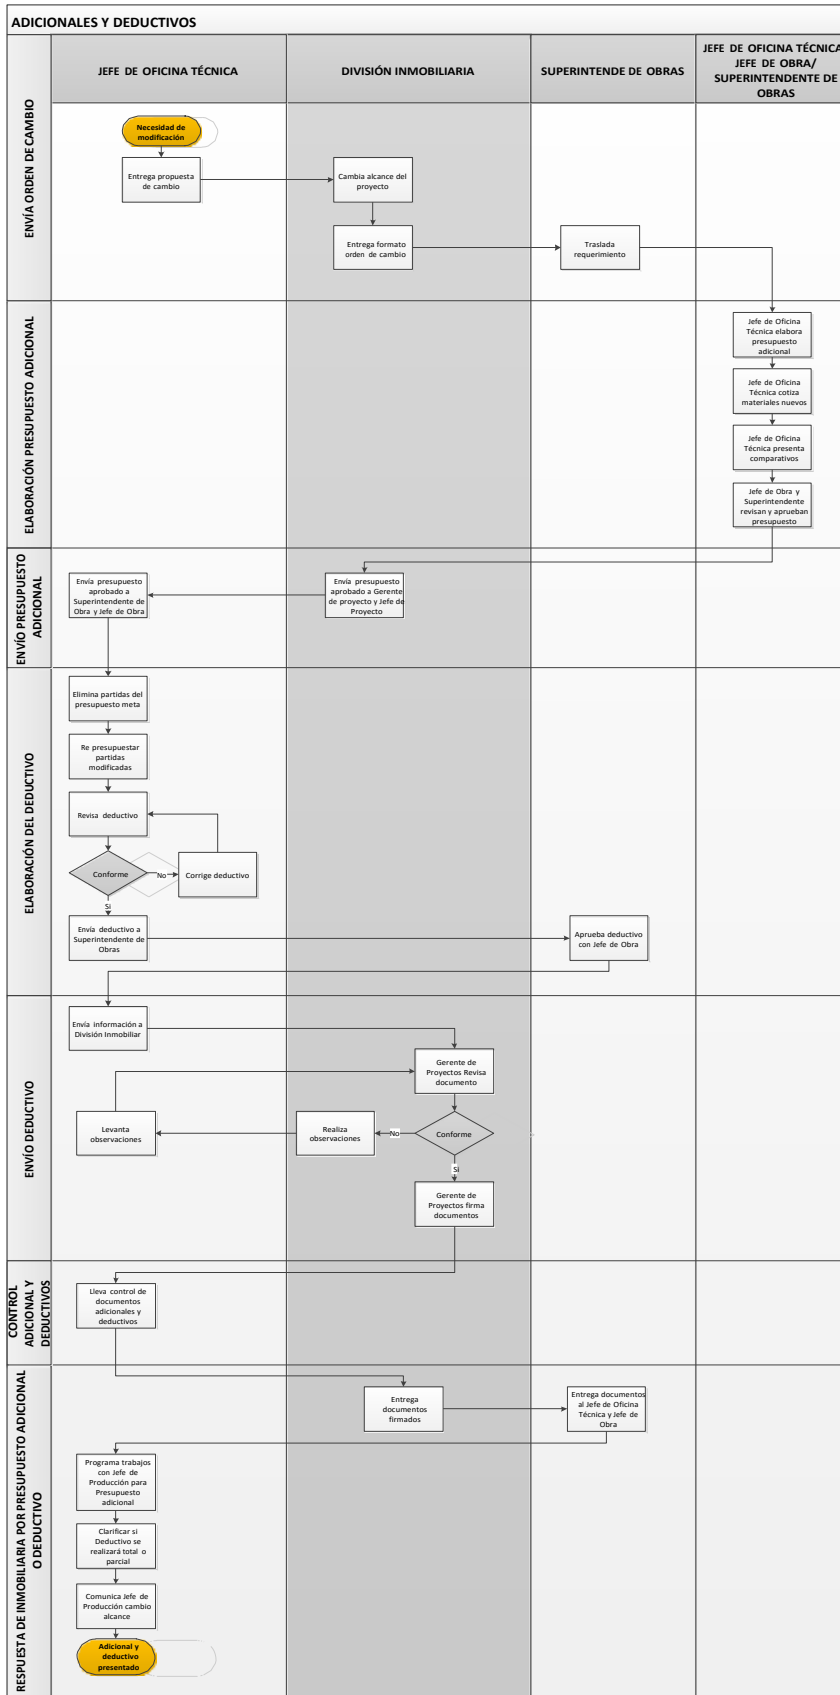 ADICIONALES Y DEDUCTIVOS
JEFE DE OFICINA TÉCNICA
DIVISIÓN INMOBILIARIA
SUPERINTENDE DE OBRAS
JEFE DE OFICINA TÉCNICA
JEFE DE OBRA/
SUPERINTENDENTE DE
OBRAS
ENVÍA ORDEN DE CAMBIO
Necesidad de
modificación
Entrega propuesta
de cambio
Cambia alcance del
proyecto
Entrega formato
orden de cambio
Traslada
requerimiento
ELABORACIÓN PRESUPUESTO ADICIONAL
Jefe de Oficina
Técnica elabora
presupuesto
adicional
Jefe de Oficina
Técnica cotiza
materiales nuevos
Jefe de Oficina
Técnica presenta
comparativos
Jefe de Obra y
Superintendente
revisan y aprueban
presupuesto
ENVÍO PRESUPUESTO
ADICIONAL
Envía presupuesto
aprobado a
Superintendente de
Obra y Jefe de Obra
Envía presupuesto
aprobado a Gerente
de proyecto y Jefe de
Proyecto
ELABORACIÓN DEL DEDUCTIVO
Elimina partidas del
presupuesto meta
Re presupuestar
partidas
modificadas
Revisa deductivo
Conforme
No
Corrige deductivo
Si
Envía deductivo a
Superintendente de
Obras
Aprueba deductivo
con Jefe de Obra
ENVÍO DEDUCTIVO
Envía información a
División Inmobiliar
Gerente de
Proyectos Revisa
documento
Levanta
observaciones
Realiza
observaciones
No
Conforme
Si
Gerente de
Proyectos firma
documentos
CONTROL
ADICIONAL Y
DEDUCTIVOS
Lleva control de
documentos
adicionales y
deductivos
RESPUESTA DE INMOBILIARIA POR PRESUPUESTO ADICIONAL
O DEDUCTIVO
Entrega
documentos
firmados
Entrega documentos
al Jefe de Oficina
Técnica y Jefe de
Obra
Programa trabajos
con Jefe de
Producción para
Presupuesto
adicional
Clarificar si
Deductivo se
realizará total o
parcial
Comunica Jefe de
Producción cambio
alcance
Adicional y
deductivo
presentado